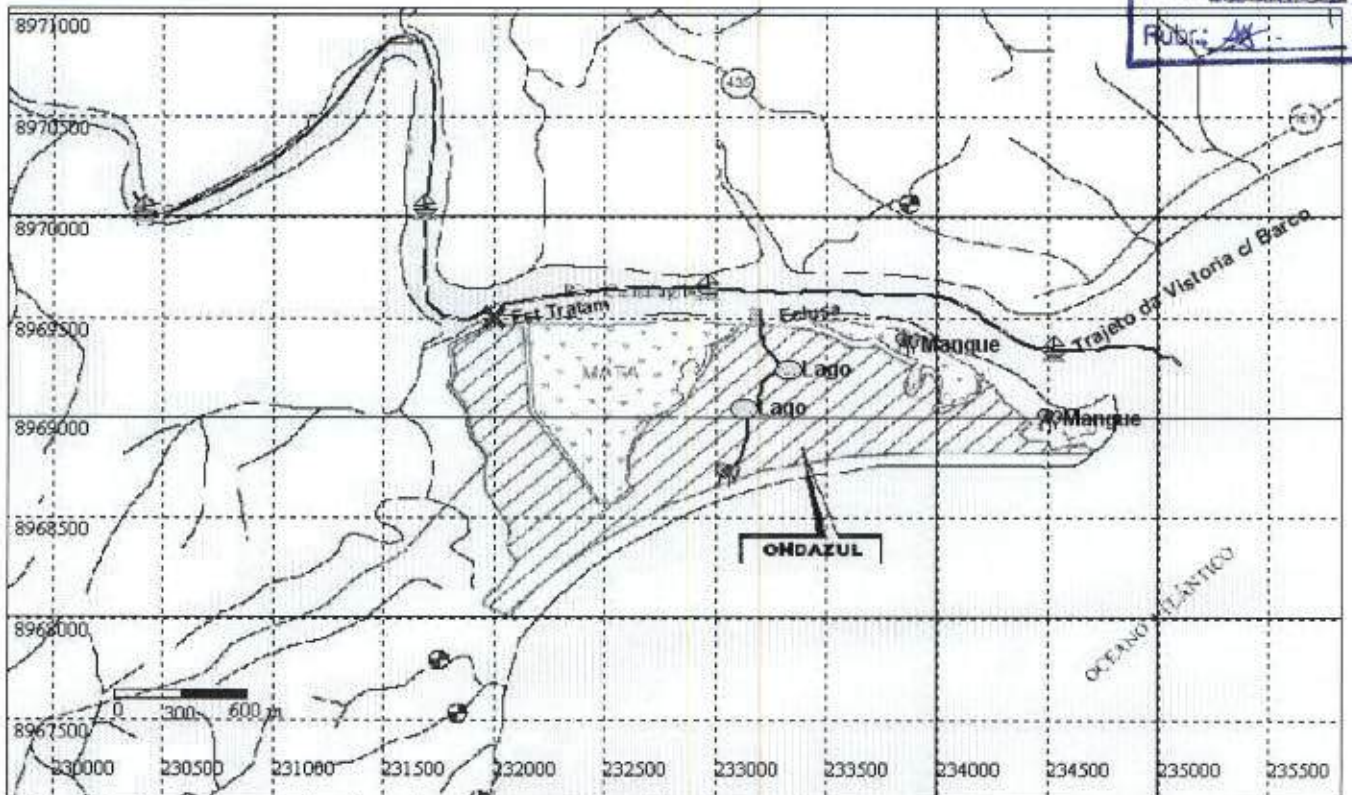 8971000
Rubr.:
435
8970500
101
8970000
Trajeto da Vistoria c/ Barco
8969500
Est Tratam
Eclusa
Mangue
MATA
Lago
Lago
8969000
Mangue
8968500
ONDAZUL
OCEANO ATLÂNTICO
8968000
0 300 600 m
8967500
230000 230500 231000 231500 232000 232500 233000 233500 234000 234500 235000 235500